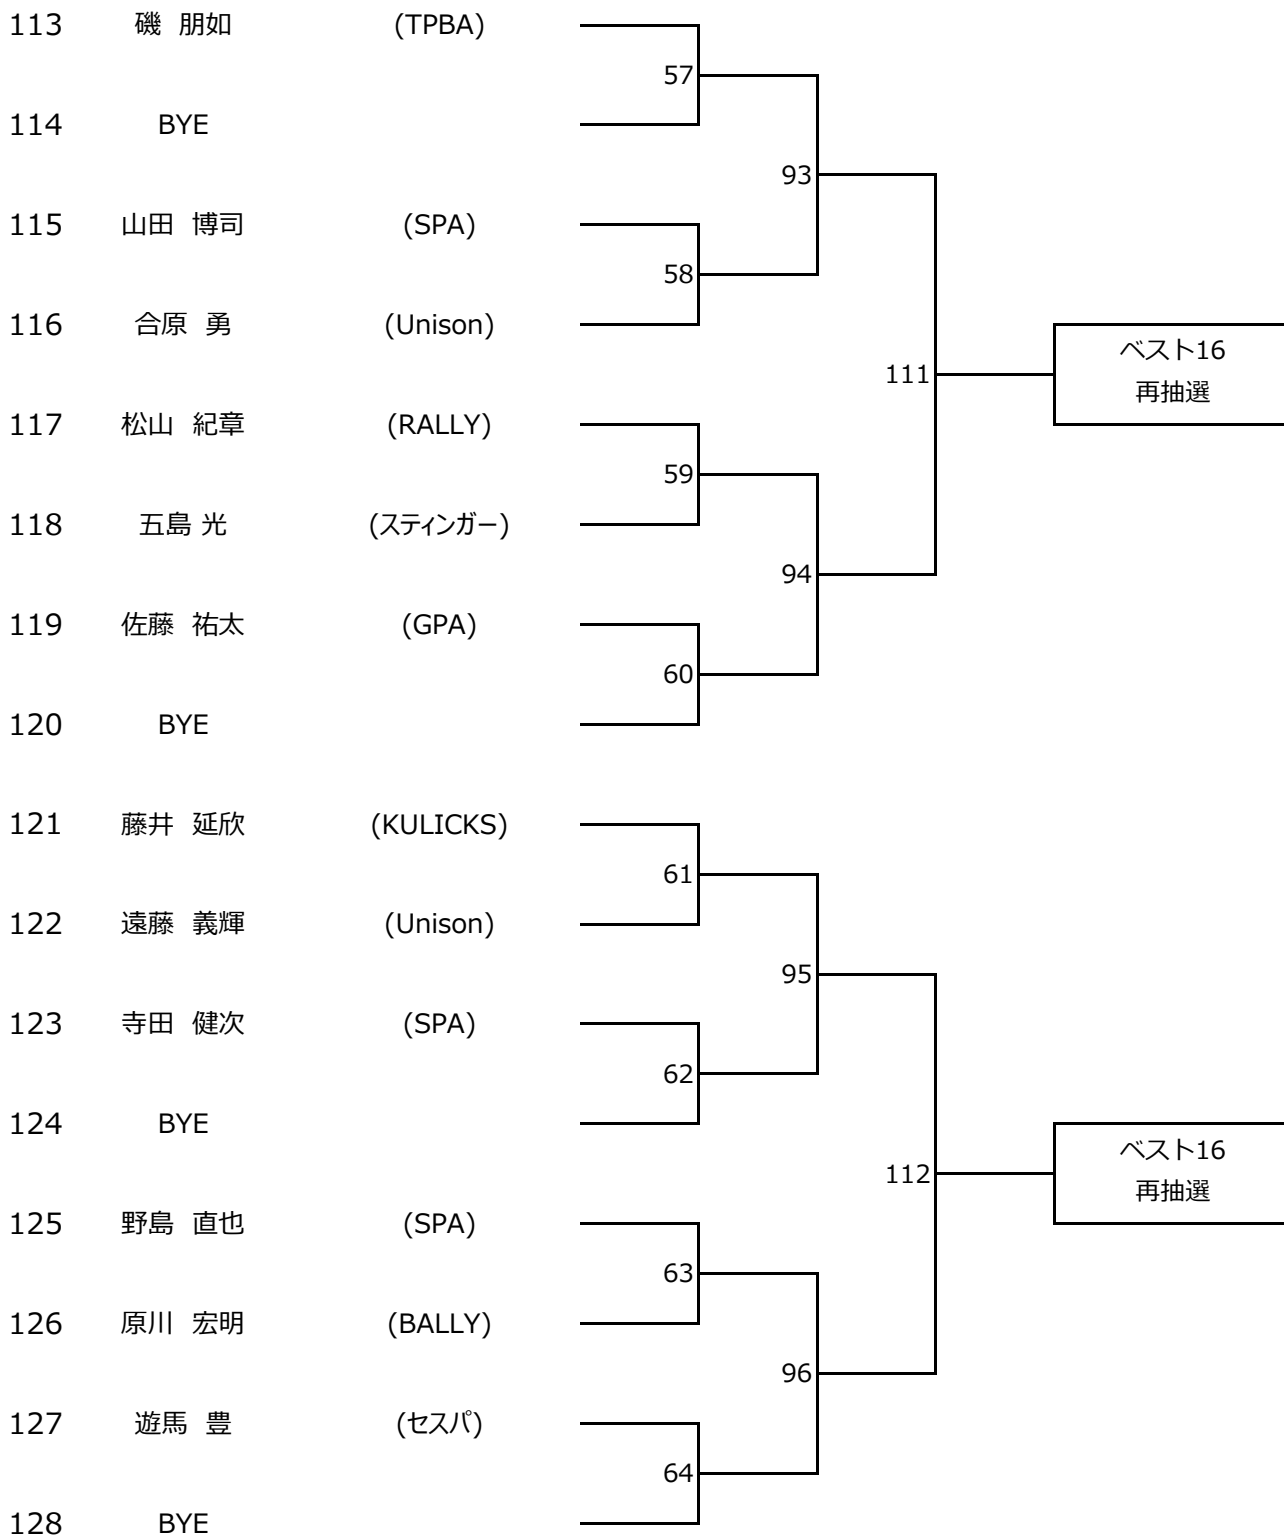 113 磯 朋如 (TPBA)
57
114 BYE
93
115 山田 博司 (SPA)
58
116 合原 勇 (Unison)
ベスト16
111
再抽選
117 松山 紀章 (RALLY)
59
118 五島 光 (スティンガー)
94
119 佐藤 祐太 (GPA)
60
120 BYE
121 藤井 延欣 (KULICKS)
61
122 遠藤 義輝 (Unison)
95
123 寺田 健次 (SPA)
62
124 BYE
ベスト16
112
再抽選
125 野島 直也 (SPA)
63
126 原川 宏明 (BALLY)
96
127 遊馬 豊 (セスパ)
64
128 BYE